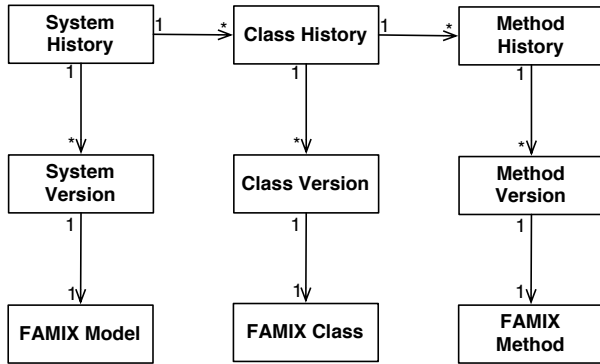 System
History
1
*
Class History
1
*
Method
History
1
1
1
*
*
*
System
Version
Class Version
Method
Version
1
1
1
1
1
1
FAMIX Model
FAMIX Class
FAMIX
Method